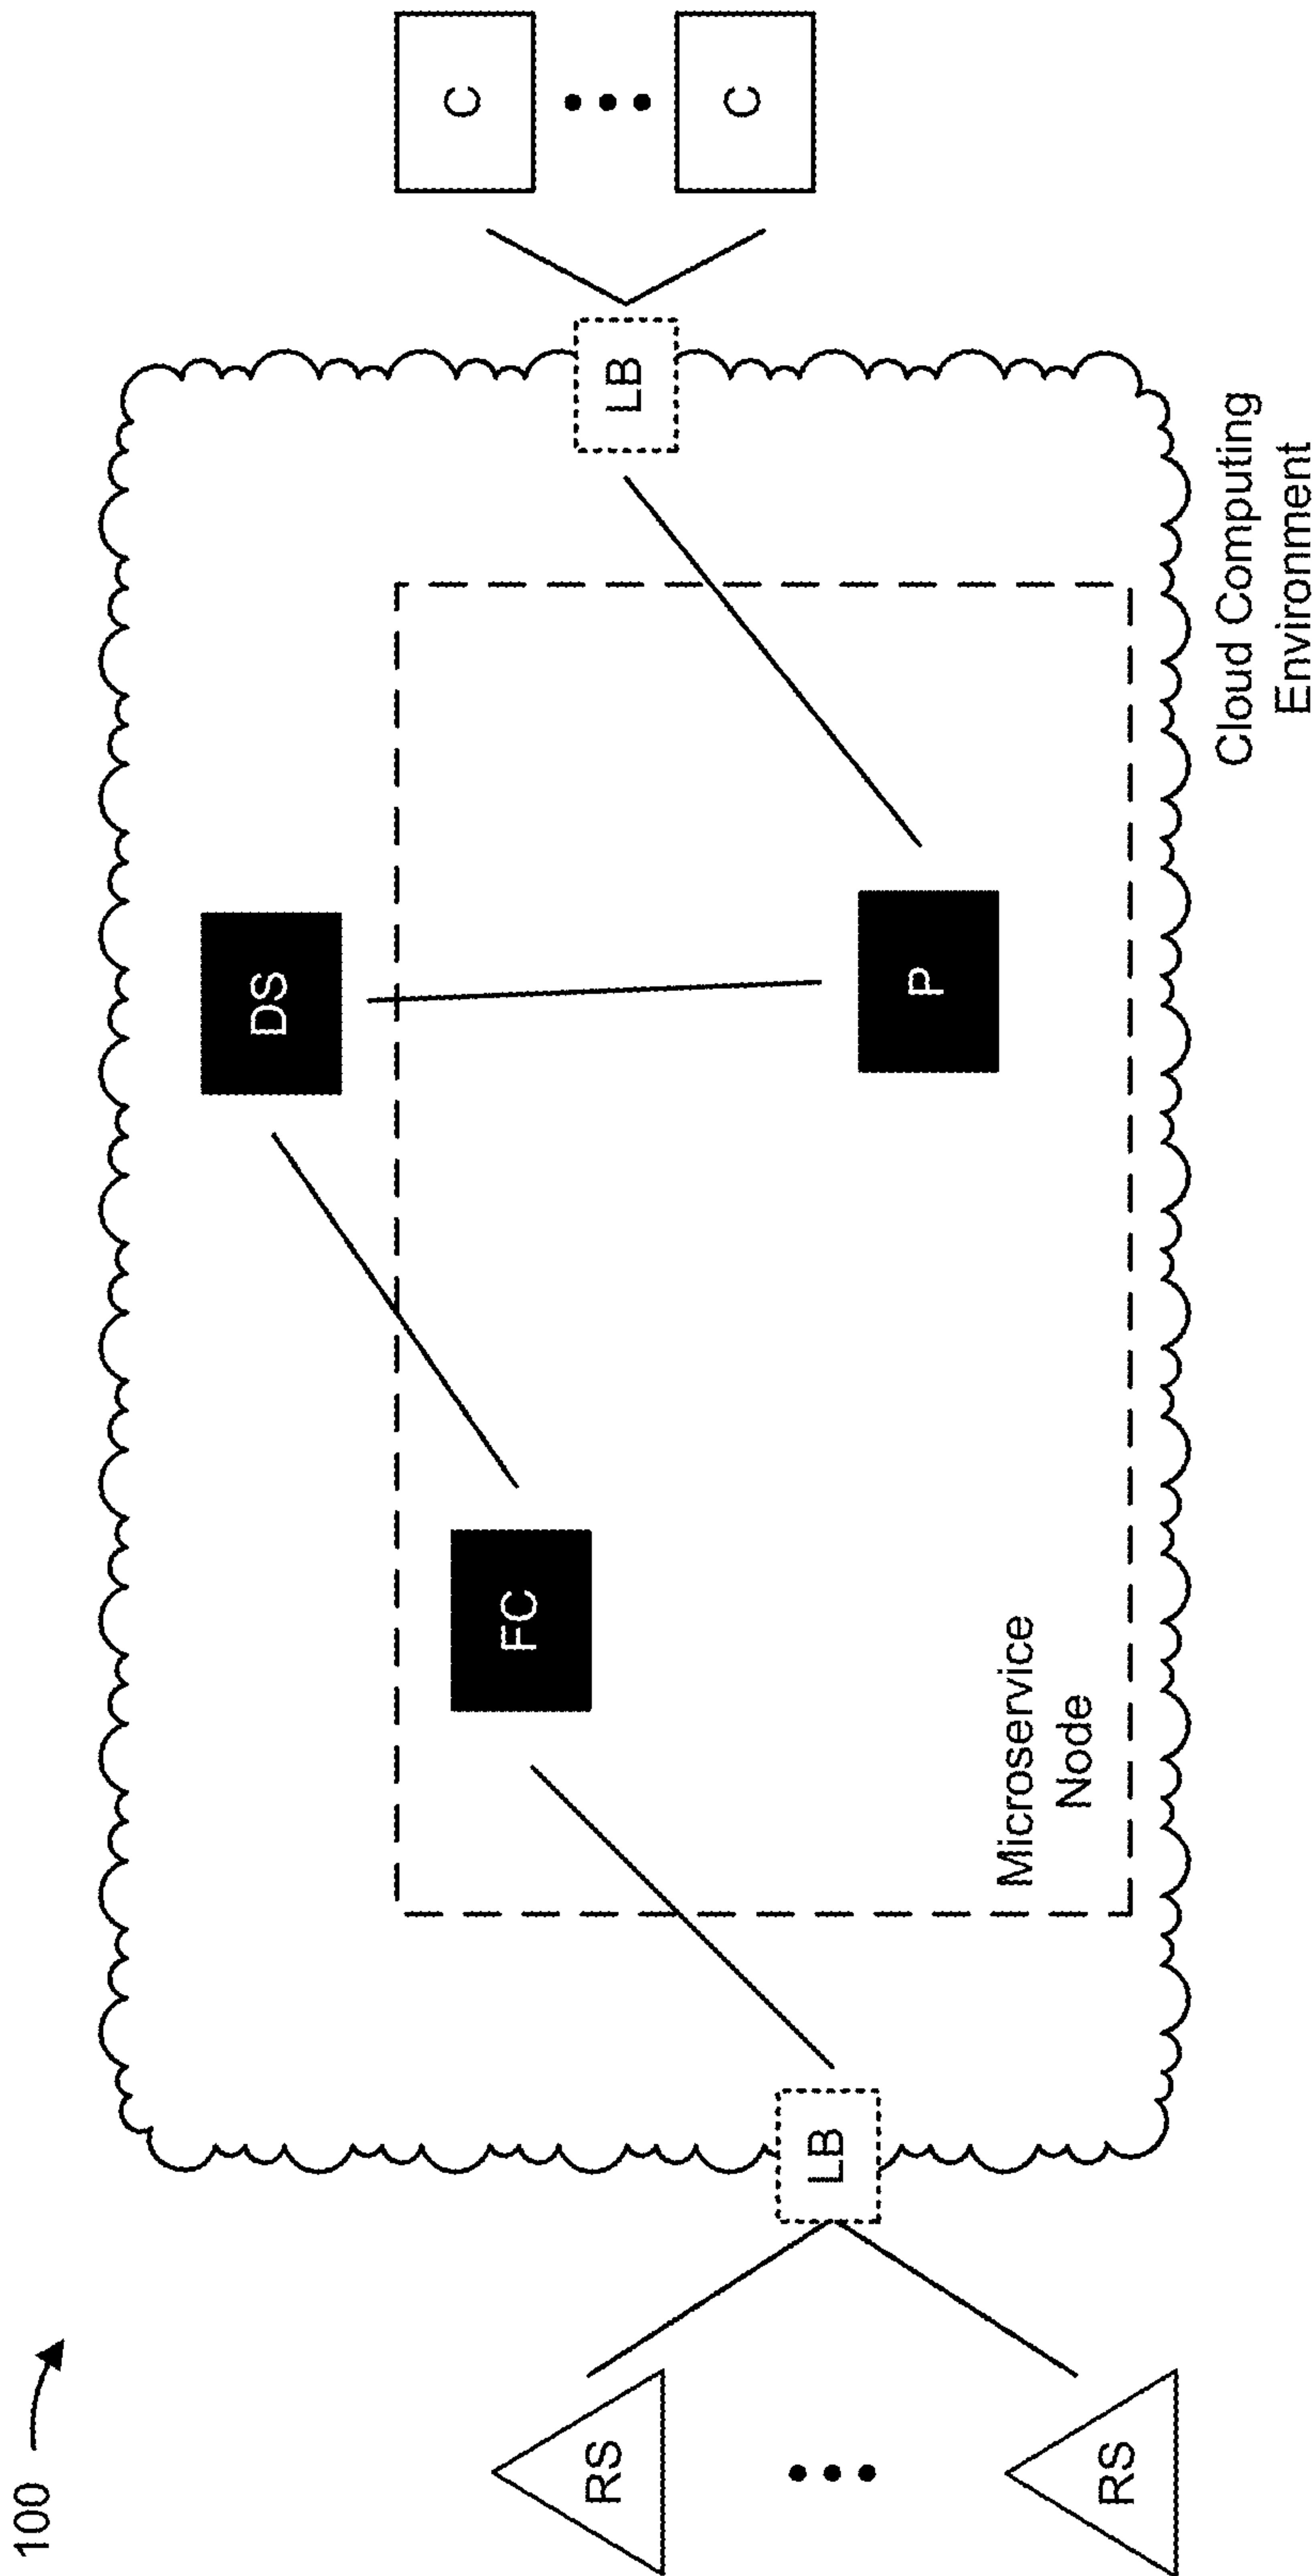 100
RS
RS
LB
FC
Microservice
Node
DS
P
LB
C
C
Cloud Computing
Environment